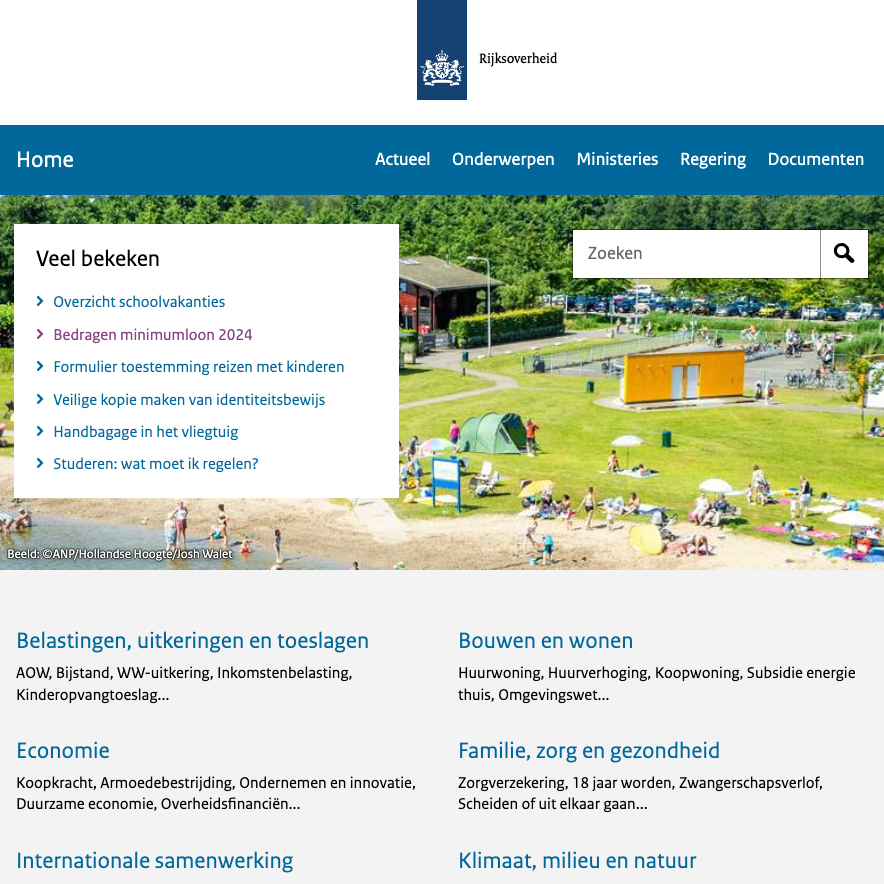 Rijksoverheid
Home
Actueel Onderwerpen Ministeries Regering Documenten
Veel bekeken
Overzicht schoolvakanties
Bedragen minimumloon 2024
Formulier toestemming reizen met kinderen
Veilige kopie maken van identiteitsbewijs
Handbagage in het vliegtuig
Studeren: wat moet ik regelen?
Zoeken
Beeld: ©ANP/Hollandse Hoogte/Josh Walet
Belastingen, uitkeringen en toeslagen
AOW, Bijstand, WW-uitkering, Inkomstenbelasting,
Kinderopvangtoeslag...
Bouwen en wonen
Huurwoning, Huurverhoging, Koopwoning, Subsidie energie
thuis, Omgevingswet...
Economie
Koopkracht, Armoedebestrijding, Ondernemen en innovatie,
Duurzame economie, Overheidsfinanciën...
Familie, zorg en gezondheid
Zorgverzekering, 18 jaar worden, Zwangerschapsverlof,
Scheiden of uit elkaar gaan...
Internationale samenwerking
Klimaat, milieu en natuur